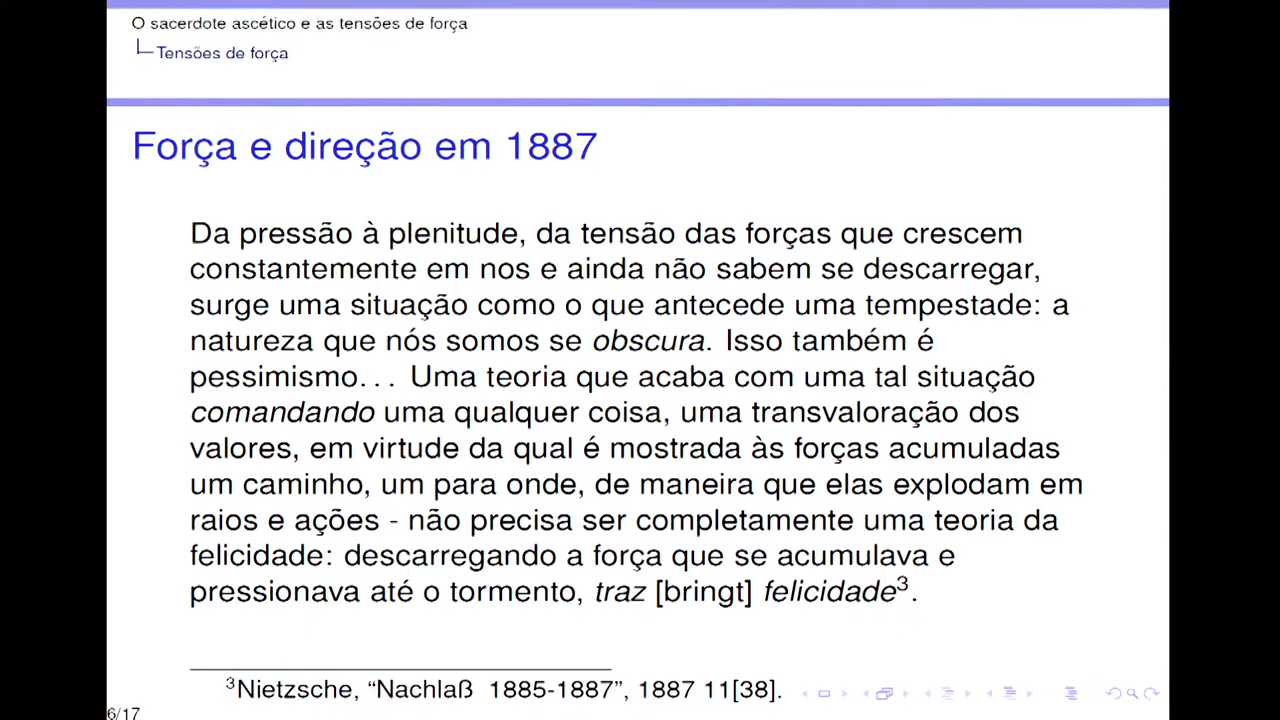 O sacerdote ascético e as tensões de força
Tensões de força
Força e direção em 1887
Da pressão à plenitude, da tensão das forças que crescem
constantemente em nos e ainda não sabem se descarregar,
surge uma situação como o que antecede uma tempestade: a
natureza que nós somos se obscura. Isso também é
pessimismo... Uma teoria que acaba com uma tal situação
comandando uma qualquer coisa, uma transvaloração dos
valores, em virtude da qual é mostrada às forças acumuladas
um caminho, um para onde, de maneira que elas explodam em
raios e ações - não precisa ser completamente uma teoria da
felicidade: descarregando a força que se acumulava e
pressionava até o tormento, traz [bringt] felicidade³.
³Nietzsche, “Nachlaß 1885-1887”, 1887 11[38].
6/17